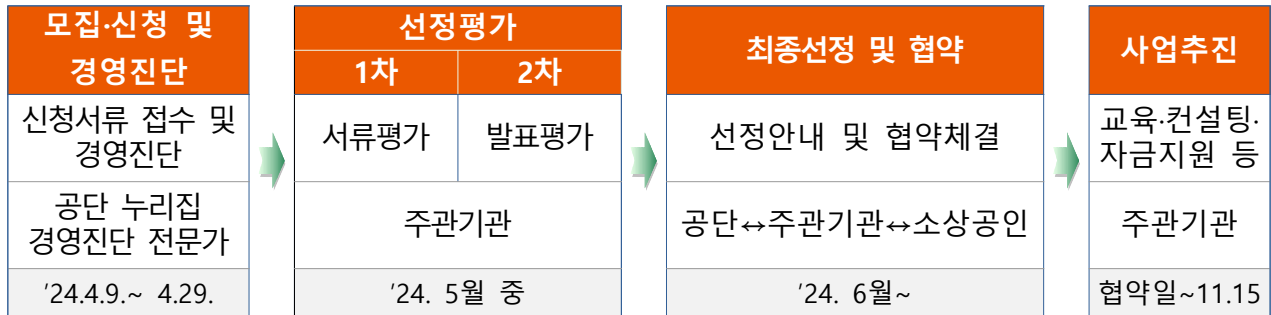 모집·신청 및
경영진단
신청서류 접수 및
경영진단
공단 누리집
경영진단 전문가
'24.4.9.~ 4.29.
선정평가
1차 2차
서류평가 발표평가
주관기관
'24. 5월 중
최종선정 및 협약
선정안내 및 협약체결
공단↔주관기관↔소상공인
'24. 6월~
사업추진
교육·컨설팅·
자금지원 등
주관기관
협약일~11.15